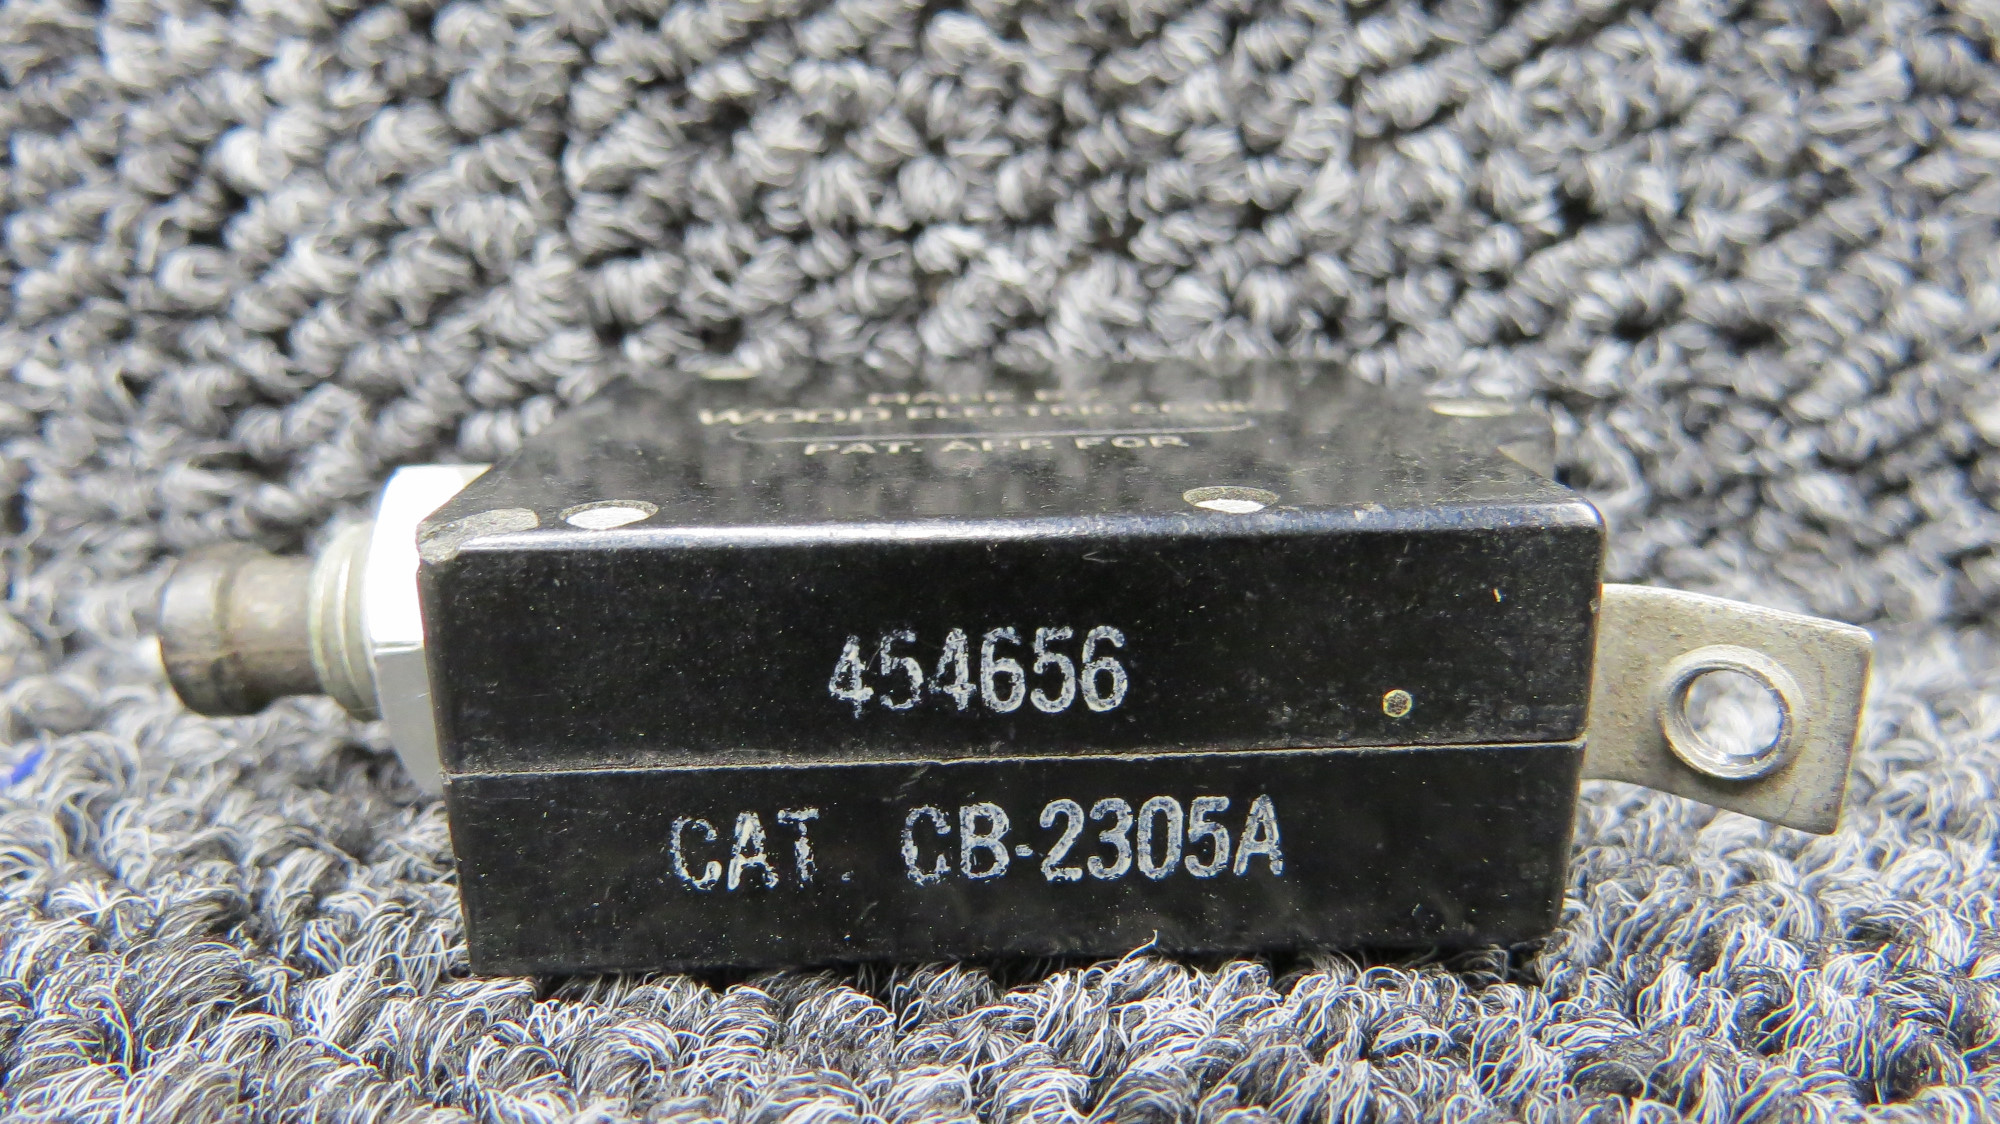 MADE BY
WOOD ELECTRIC CORP.
PAT. APP. FOR
454656
CAT. CB-2305A